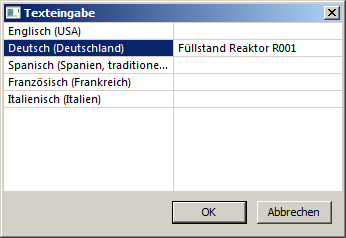 Texteingabe
Englisch (USA)
Deutsch (Deutschland) Füllstand Reaktor R001
Spanisch (Spanien, traditione...
Französisch (Frankreich)
Italienisch (Italien)
OK Abbrechen